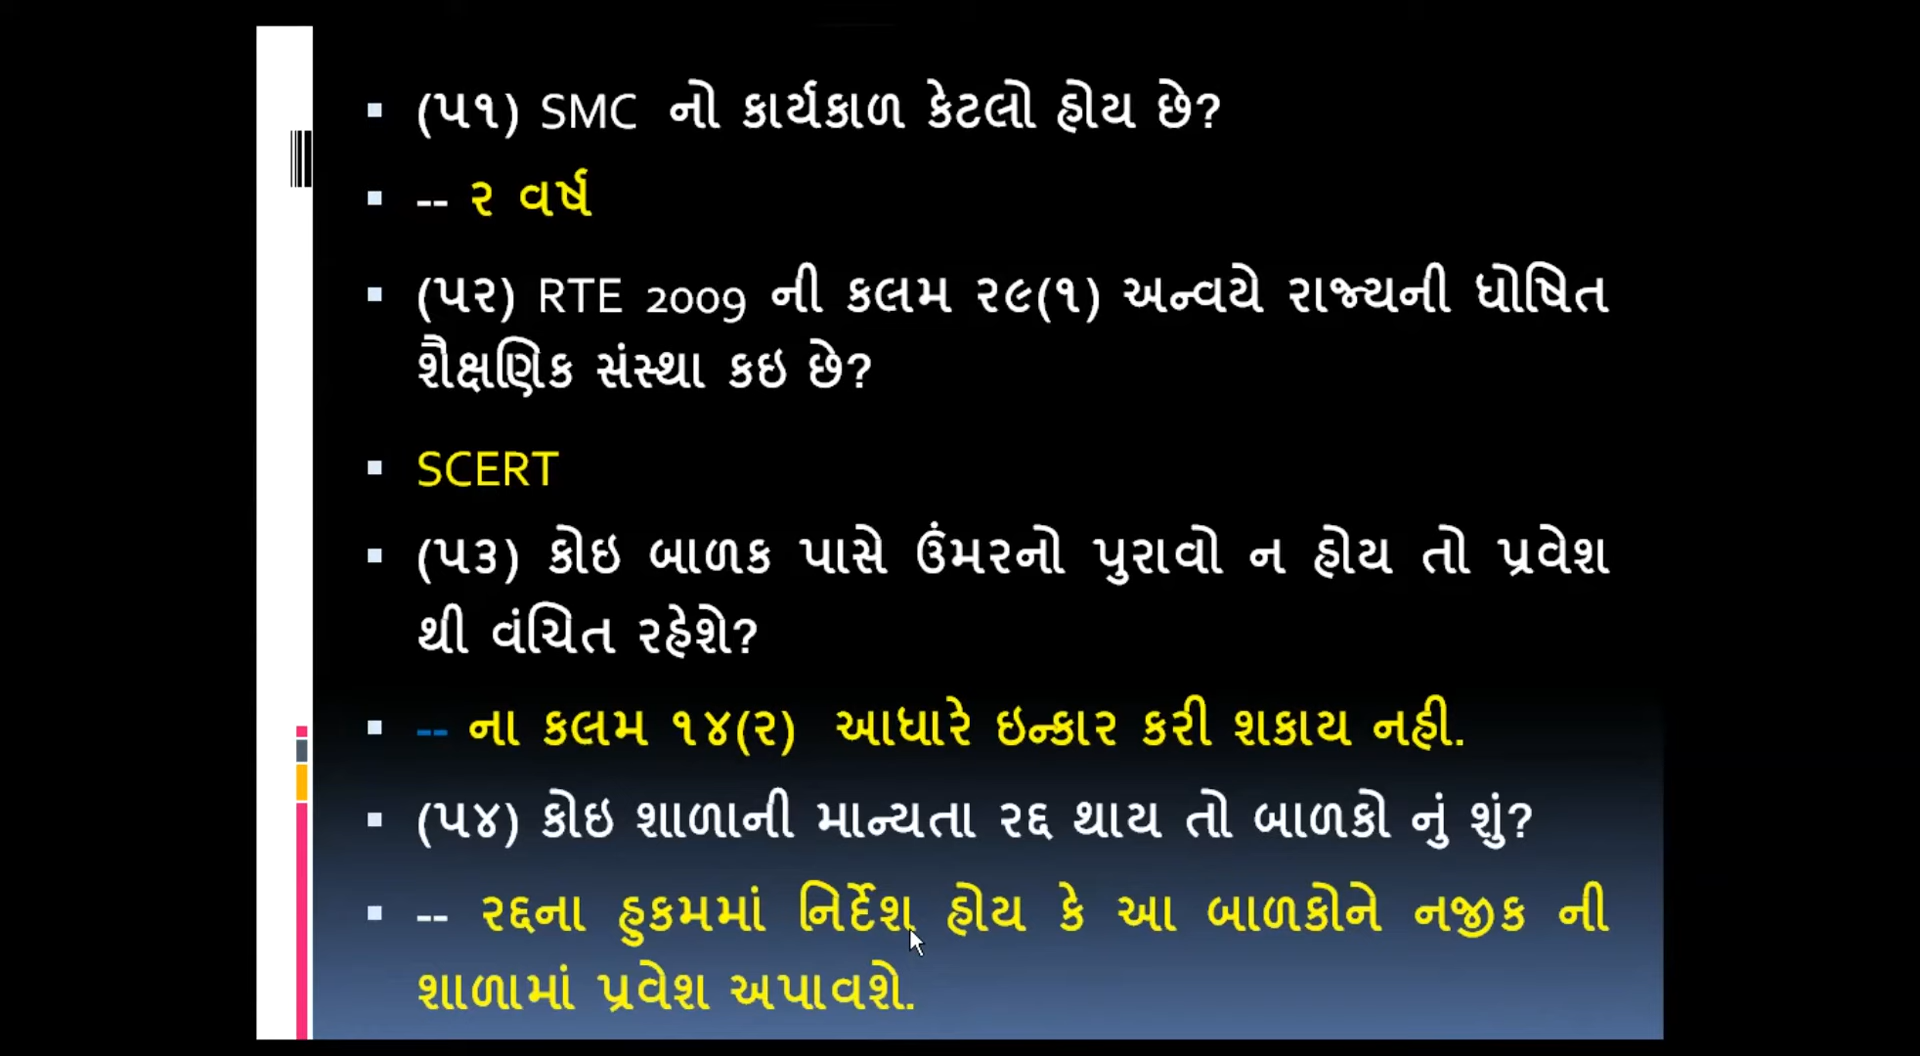 (૫૧) SMC નો કાર્યકાળ કેટલો હોય છે?
-- ૨ વર્ષ
(૫૨) RTE 2009 ની કલમ ૨૯(૧) અન્વયે રાજ્યની ઘોષિત
શૈક્ષણિક સંસ્થા કઇ છે?
SCERT
(૫૩) કોઇ બાળક પાસે ઉંમરનો પુરાવો ન હોય તો પ્રવેશ
થી વંચિત રહેશે?
-- ના કલમ ૧૪(૨) આધારે ઇન્કાર કરી શકાય નહી.
(૫૪) કોઇ શાળાની માન્યતા રદ્દ થાય તો બાળકો નું શું?
-- રદ્દના હુકમમાં નિર્દેશ હોય કે આ બાળકોને નજીક ની
શાળામાં પ્રવેશ અપાવશે.